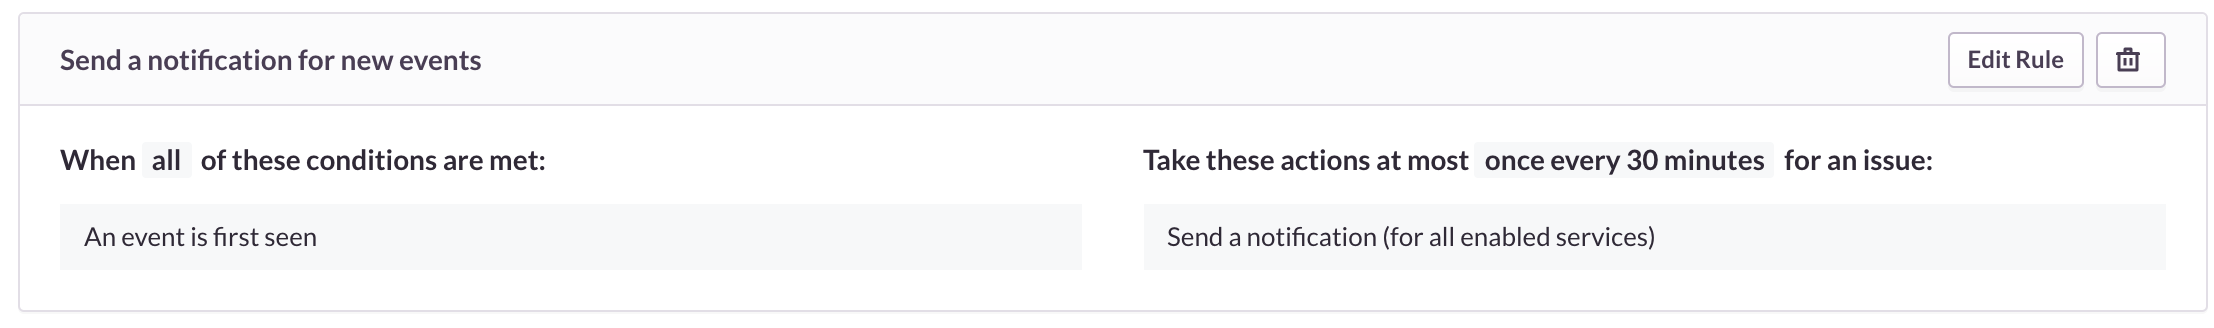 Send a notification for new events
Edit Rule
When all of these conditions are met:
Take these actions at most once every 30 minutes for an issue:
An event is first seen
Send a notification (for all enabled services)